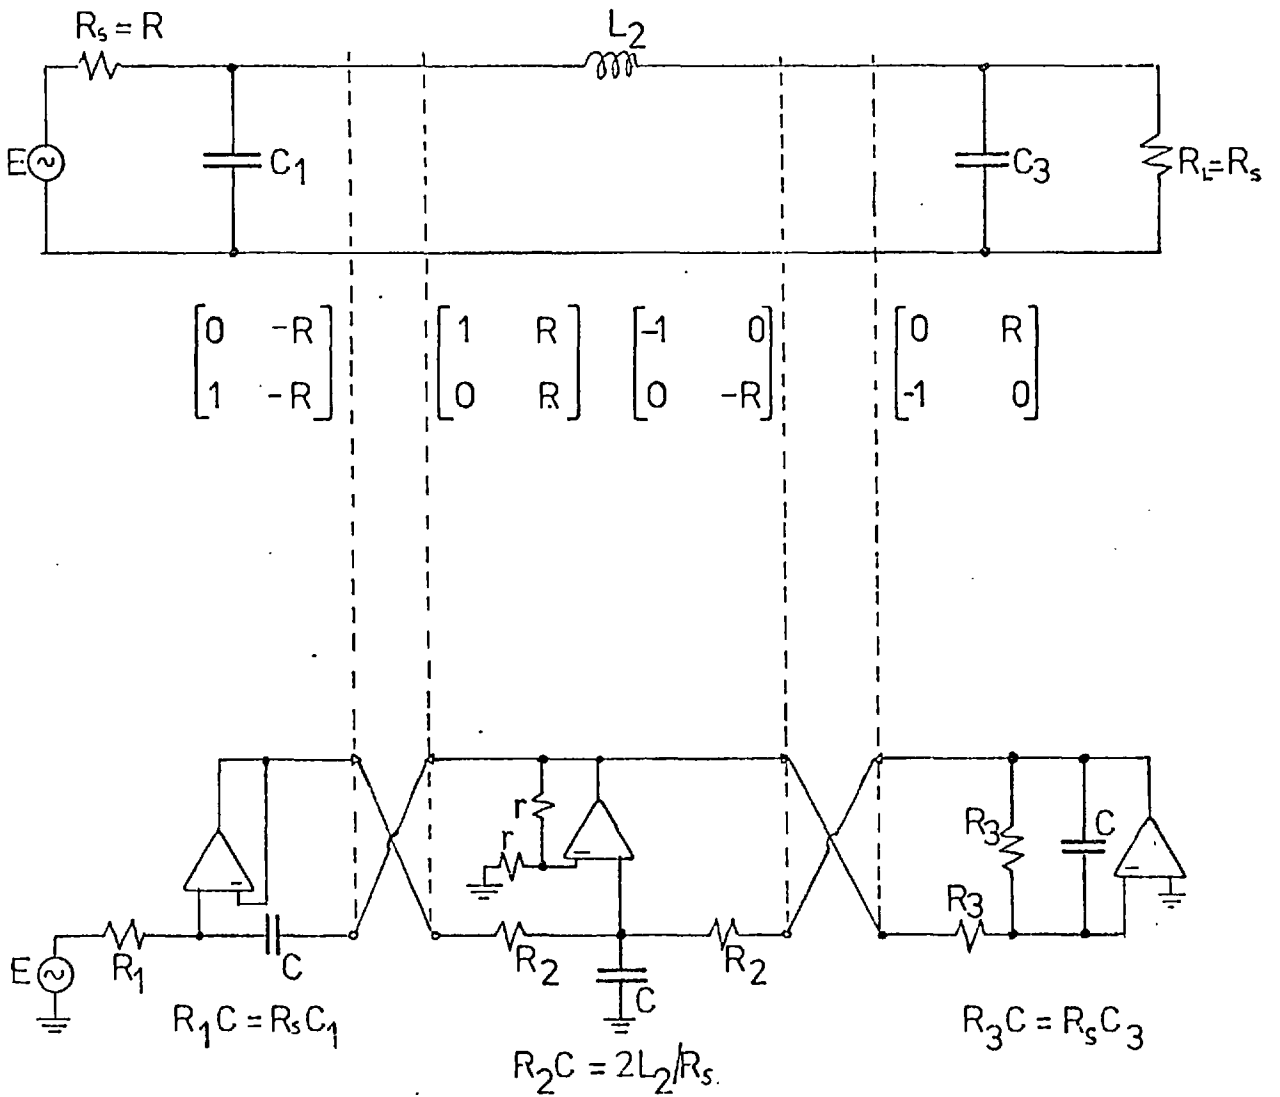 Rs = R
L2
E
C1
C3
RL=Rs
[0 -R
1 -R]
[1 R
0 R]
[-1 0
0 -R]
[0 R
-1 0]
r
r
R3
C
R3
E
R1
C
R2
C
R2
R1C = RsC1
R2C = 2L2/Rs.
R3C = RsC3